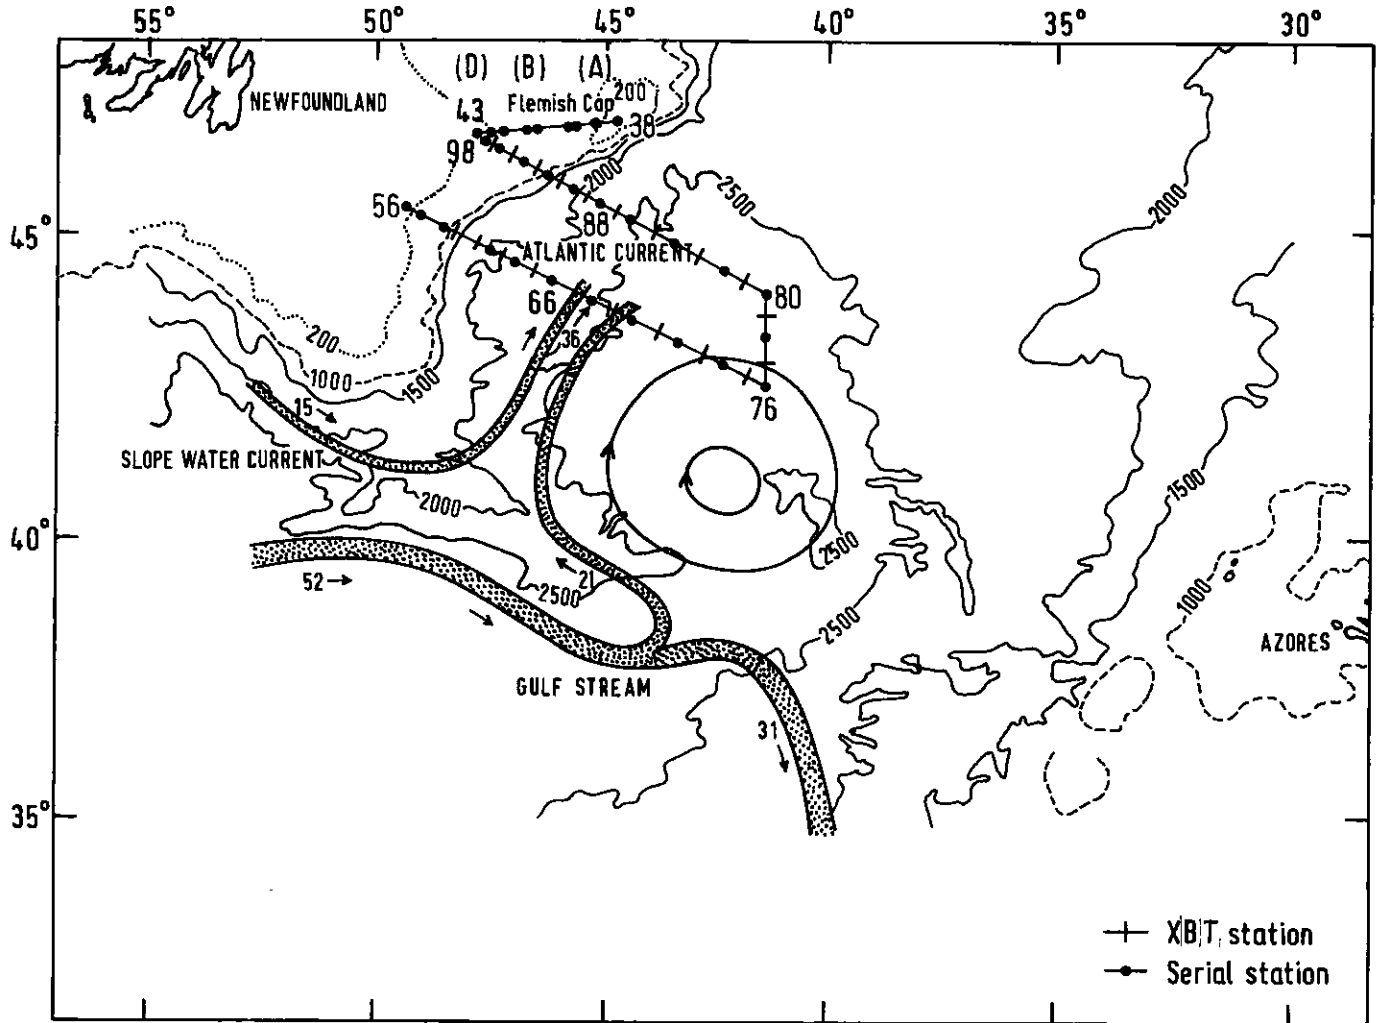 55° 50° 45° 40° 35° 30°
(D) (B) (A)
200
43 Flemish Cap
NEWFOUNDLAND
38
98
2000
2500
2000
56
88
45°
ATLANTIC CURRENT
66 80
200
36
1000
1500
76
15
SLOPE WATER CURRENT
2000
1500
40°
2500
52
21
2500
1000
2500
AZORES
GULF STREAM
31
35°
XBT station
Serial station